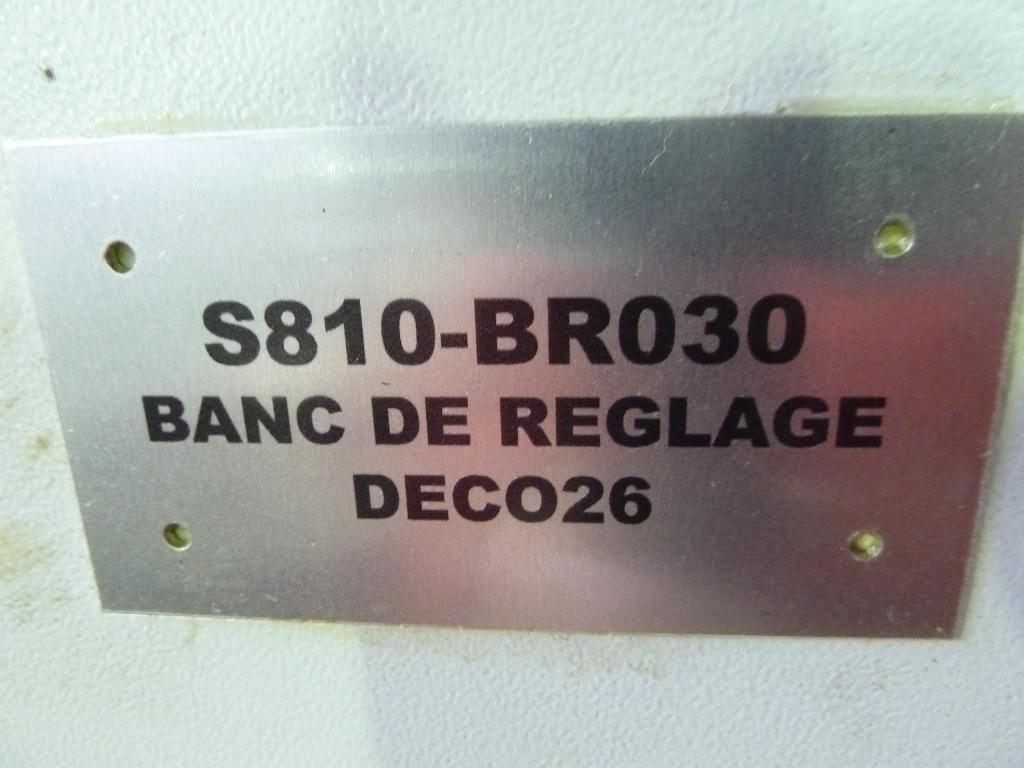 S810-BR030
BANC DE REGLAGE
DECO26